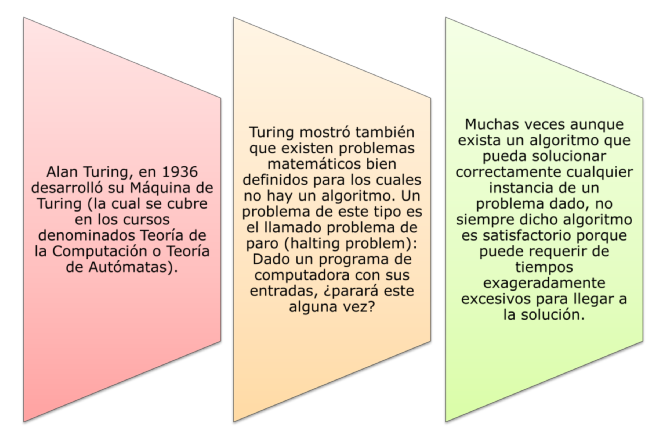 Alan Turing, en 1936
desarrolló su Máquina de
Turing (la cual se cubre
en los cursos
denominados Teoría de
la Computación o Teoría
de Autómatas).
Turing mostró también
que existen problemas
matemáticos bien
definidos para los cuales
no hay un algoritmo. Un
problema de este tipo es
el llamado problema de
paro (halting problem):
Dado un programa de
computadora con sus
entradas, ¿parará este
alguna vez?
Muchas veces aunque
exista un algoritmo que
pueda solucionar
correctamente cualquier
instancia de un
problema dado, no
siempre dicho algoritmo
es satisfactorio porque
puede requerir de
tiempos
exageradamente
excesivos para llegar a
la solución.